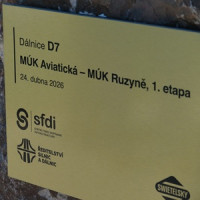 Dálnice D7
MÚK Aviatická – MÚK Ruzyně, 1. etapa
24. dubna 2026
sfdi
ŘEDITELSTVÍ
SILNIC
A DÁLNIC
SWIETELSKY